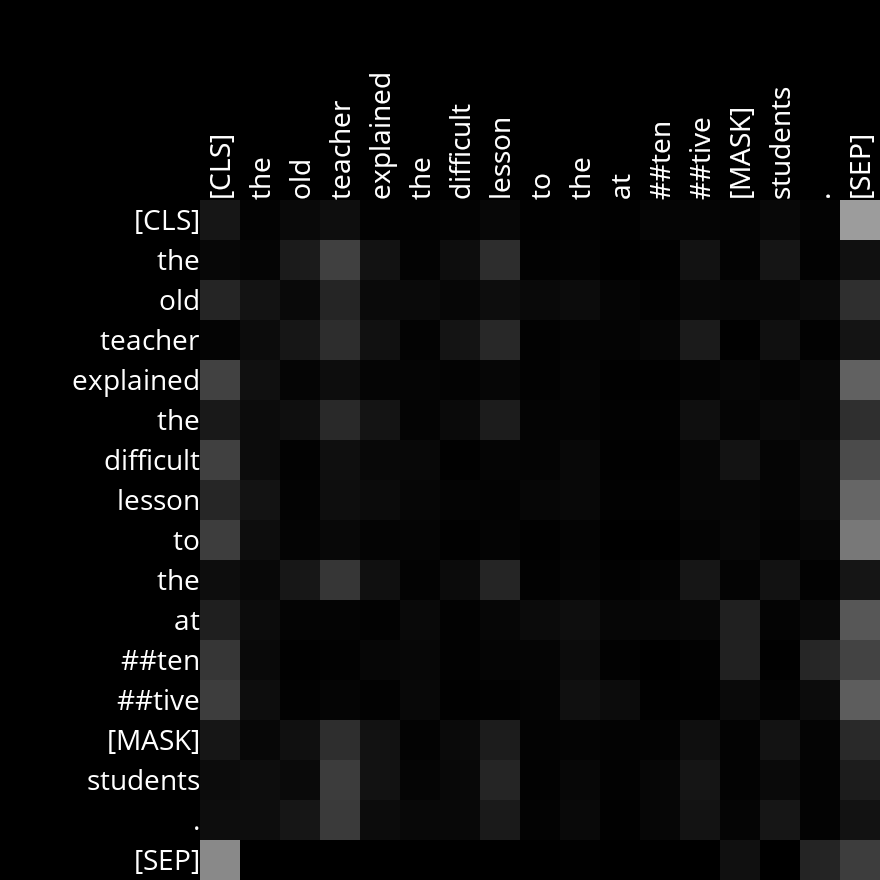 [CLS] the old teacher explained the difficult lesson to the at ##ten ##tive [MASK] students . [SEP]
[CLS]
the
old
teacher
explained
the
difficult
lesson
to
the
at
##ten
##tive
[MASK]
students
.
[SEP]